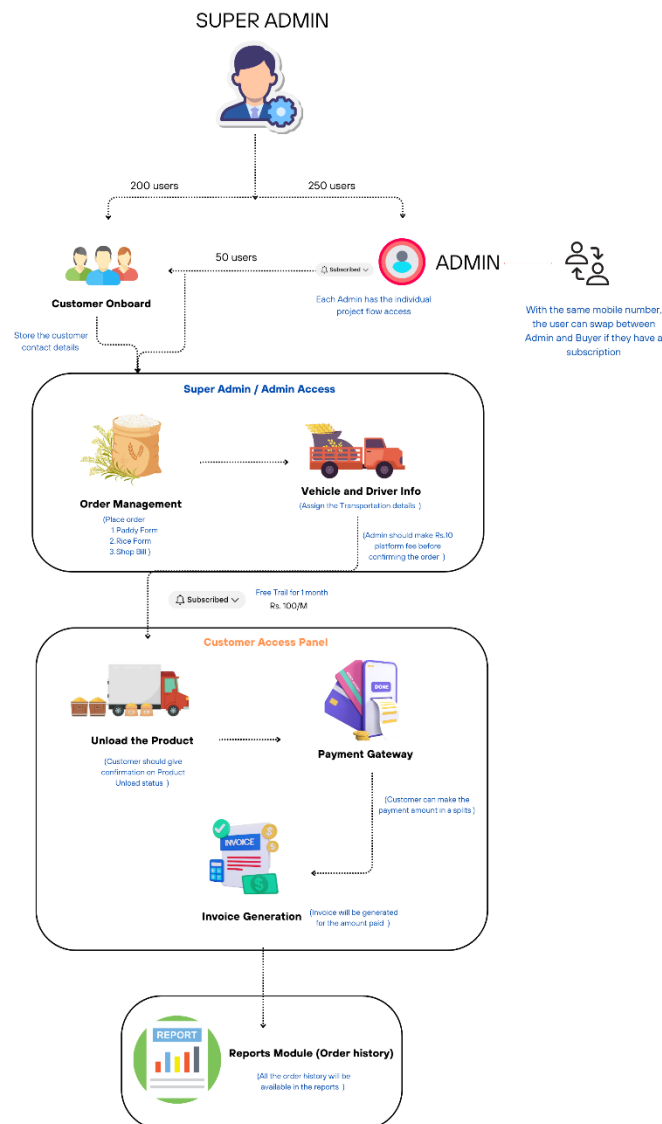 SUPER ADMIN
200 users
250 users
50 users
Subscribed
ADMIN
Customer Onboard
Each Admin has the individual
project flow access
With the same mobile number,
the user can swap between
Admin and Buyer if they have a
subscription
Store the customer
contact details
Super Admin / Admin Access
Order Management
(Place order
1.Paddy Form
2.Rice Form
3.Shop Bill )
Vehicle and Driver Info
(Assign the Transportation details )
(Admin should make Rs.10
platform fee before
confirming the order )
Subscribed
Free Trail for 1 month
Rs. 100/M
Customer Access Panel
DONE
Unload the Product
(Customer should give
confirmation on Product
Unload status )
Payment Gateway
(Customer can make the
payment amount in a splits )
INVOICE
Invoice Generation
(Invoice will be generated
for the amount paid )
REPORT
Reports Module (Order history)
(All the order history will be
available in the reports )